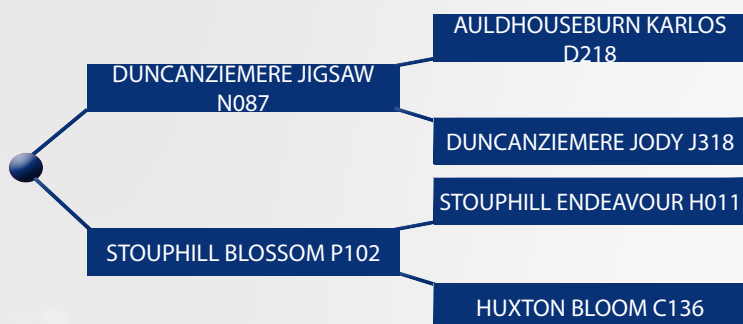 AULDHOUSEBURN KARLOS
D218
DUNCANZIEMERE JIGSAW
N087
DUNCANZIEMERE JODY J318
STOUPHILL ENDEAVOUR H011
STOUPHILL BLOSSOM P102
HUXTON BLOOM C136